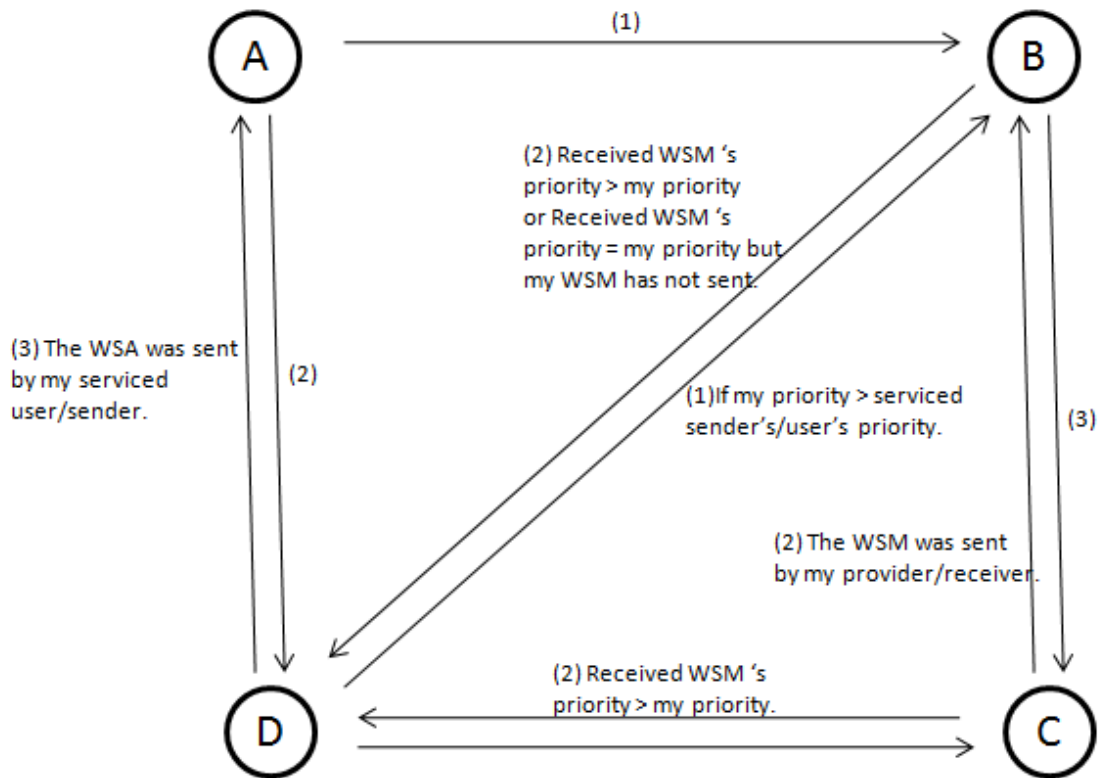 (1)
A
B
(2) Received WSM ‘s
priority > my priority
or Received WSM ‘s
priority = my priority but
my WSM has not sent.
(3) The WSA was sent
by my serviced
user/sender.
(2)
(1)If my priority > serviced
sender’s/user’s priority.
(3)
(2) The WSM was sent
by my provider/receiver.
(2) Received WSM ‘s
priority > my priority.
D
C